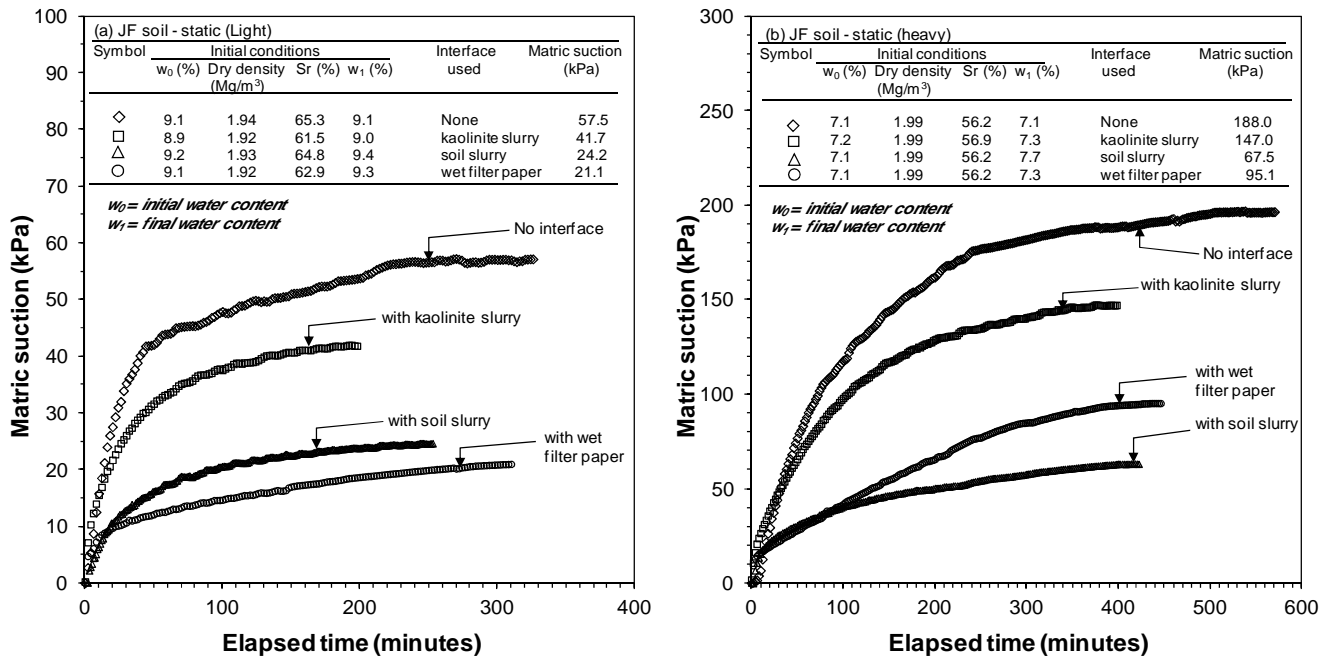 (a) JF soil - static (Light)
Symbol Initial conditions Interface used Matric suction (kPa)
w₀ (%) Dry density (Mg/m³) Sr (%) w₁ (%)
◇ 9.1 1.94 65.3 9.1 None 57.5
□ 8.9 1.92 61.5 9.0 kaolinite slurry 41.7
△ 9.2 1.93 64.8 9.4 soil slurry 24.2
○ 9.1 1.92 62.9 9.3 wet filter paper 21.1
w₀ = initial water content
w₁ = final water content
No interface
with kaolinite slurry
with soil slurry
with wet
filter paper
Matric suction (kPa)
100
90
80
70
60
50
40
30
20
10
0
0 100 200 300 400
Elapsed time (minutes)
(b) JF soil - static (heavy)
Symbol Initial conditions Interface used Matric suction (kPa)
w₀ (%) Dry density (Mg/m³) Sr (%) w₁ (%)
◇ 7.1 1.99 56.2 7.1 None 188.0
□ 7.2 1.99 56.9 7.3 kaolinite slurry 147.0
△ 7.1 1.99 56.2 7.7 soil slurry 67.5
○ 7.1 1.99 56.2 7.3 wet filter paper 95.1
w₀ = initial water content
w₁ = final water content
No interface
with kaolinite slurry
with wet
filter paper
with soil slurry
Matric suction (kPa)
300
250
200
150
100
50
0
0 100 200 300 400 500 600
Elapsed time (minutes)